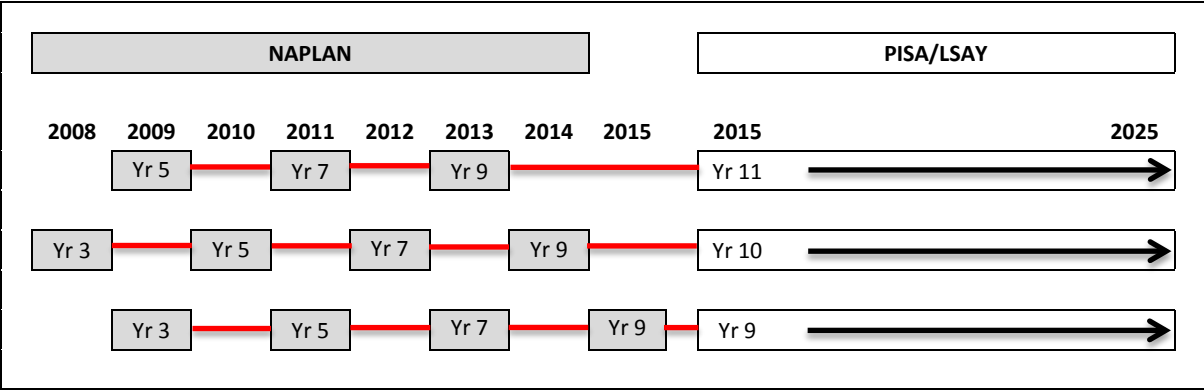 NAPLAN PISA/LSAY
2008 2009 2010 2011 2012 2013 2014 2015 2015 2025
Yr 5 Yr 7 Yr 9 Yr 11
Yr 3 Yr 5 Yr 7 Yr 9 Yr 10
Yr 3 Yr 5 Yr 7 Yr 9 Yr 9